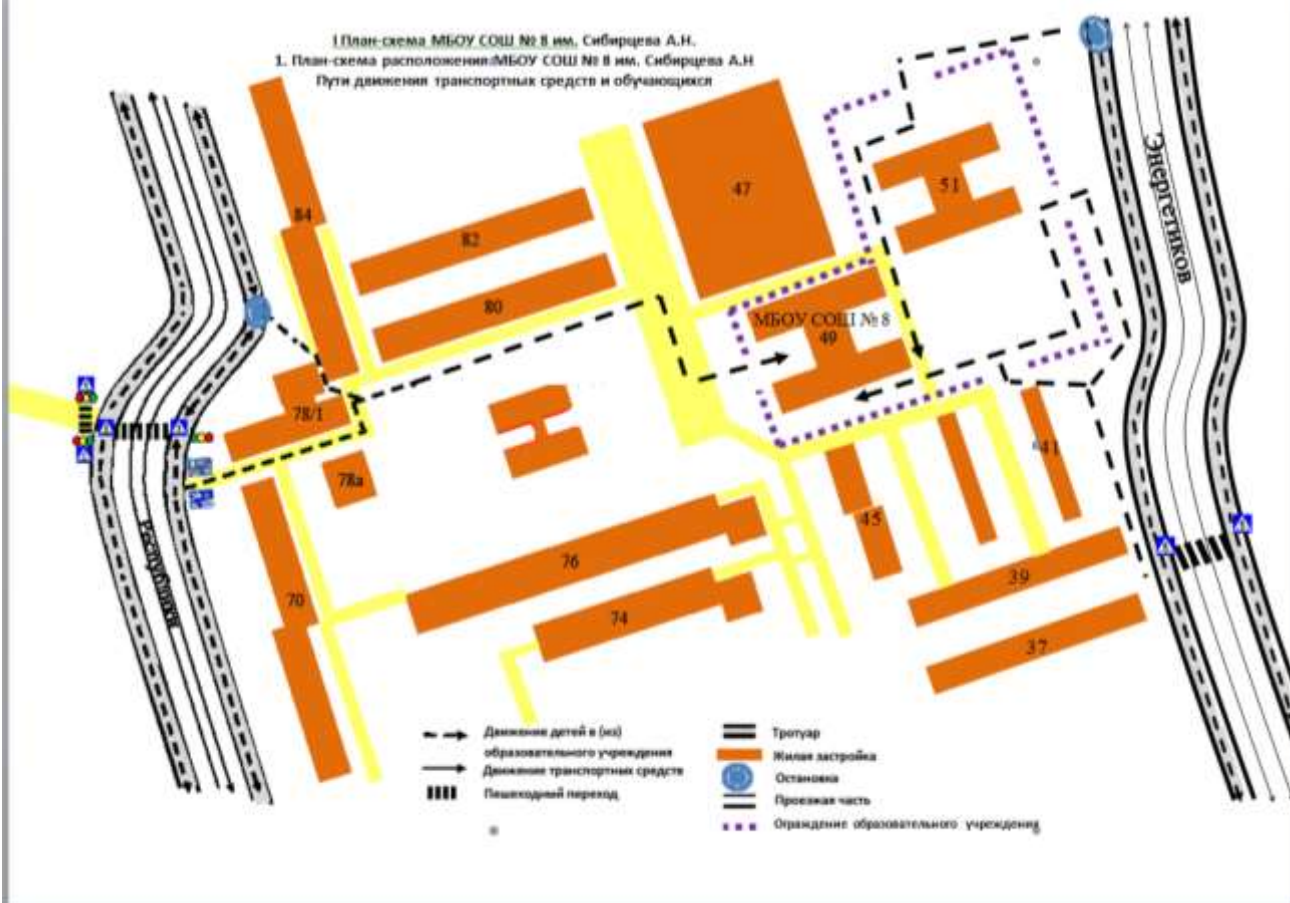 I План-схема МБОУ СОШ № 8 им. Сибирцева А.Н.
1. План-схема расположения:МБОУ СОШ № 8 им. Сибирцева А.Н
Пути движения транспортных средств и обучающихся
Энергетиков
47
51
84
82
80
МБОУ СОШ № 8
49
78/1
78а
41
45
76
39
70
74
37
Республики
Движение детей в (из)
образовательного учреждения
Движение транспортных средств
Пешеходный переход
Тротуар
Жилая застройка
Остановка
Проезжая часть
Ограждение образовательного учреждения